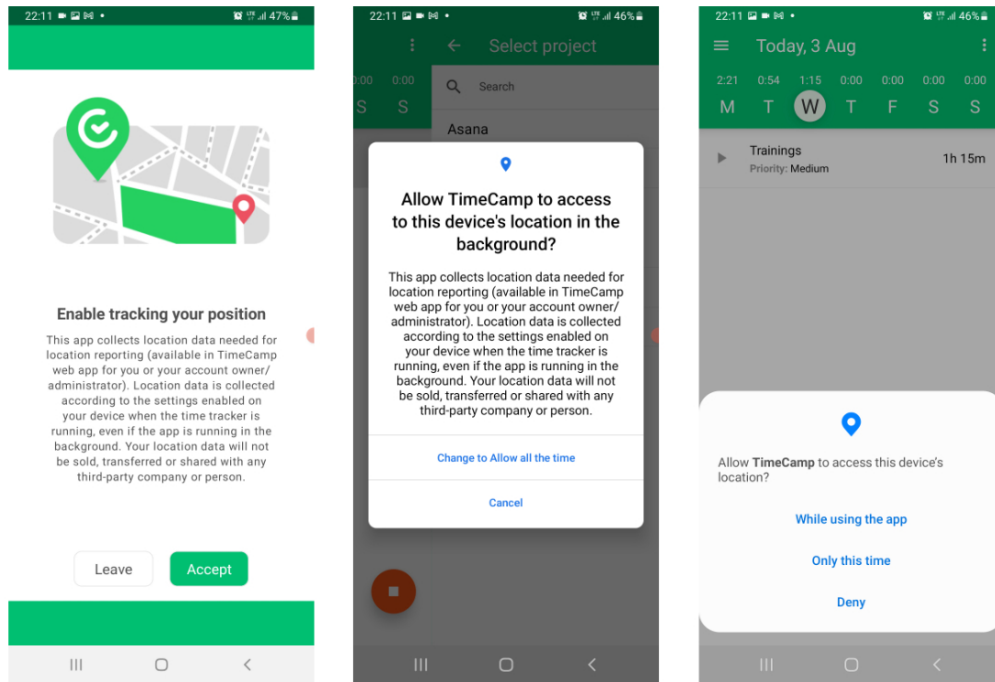 22:11
47%
Enable tracking your position
This app collects location data needed for
location reporting (available in TimeCamp
web app for you or your account owner/
administrator). Location data is collected
according to the settings enabled on
your device when the time tracker is
running, even if the app is running in the
background. Your location data will not
be sold, transferred or shared with any
third-party company or person.
Leave
Accept
22:11
46%
Select project
0:00 0:00
S S
Search
Asana
Allow TimeCamp to access
to this device's location in the
background?
This app collects location data needed for
location reporting (available in TimeCamp
web app for you or your account owner/
administrator). Location data is collected
according to the settings enabled on
your device when the time tracker is
running, even if the app is running in the
background. Your location data will not
be sold, transferred or shared with any
third-party company or person.
Change to Allow all the time
Cancel
22:11
46%
Today, 3 Aug
2:21 0:54 1:15 0:00 0:00 0:00 0:00
M T W T F S S
Trainings
1h 15m
Priority: Medium
Allow TimeCamp to access this device's
location?
While using the app
Only this time
Deny